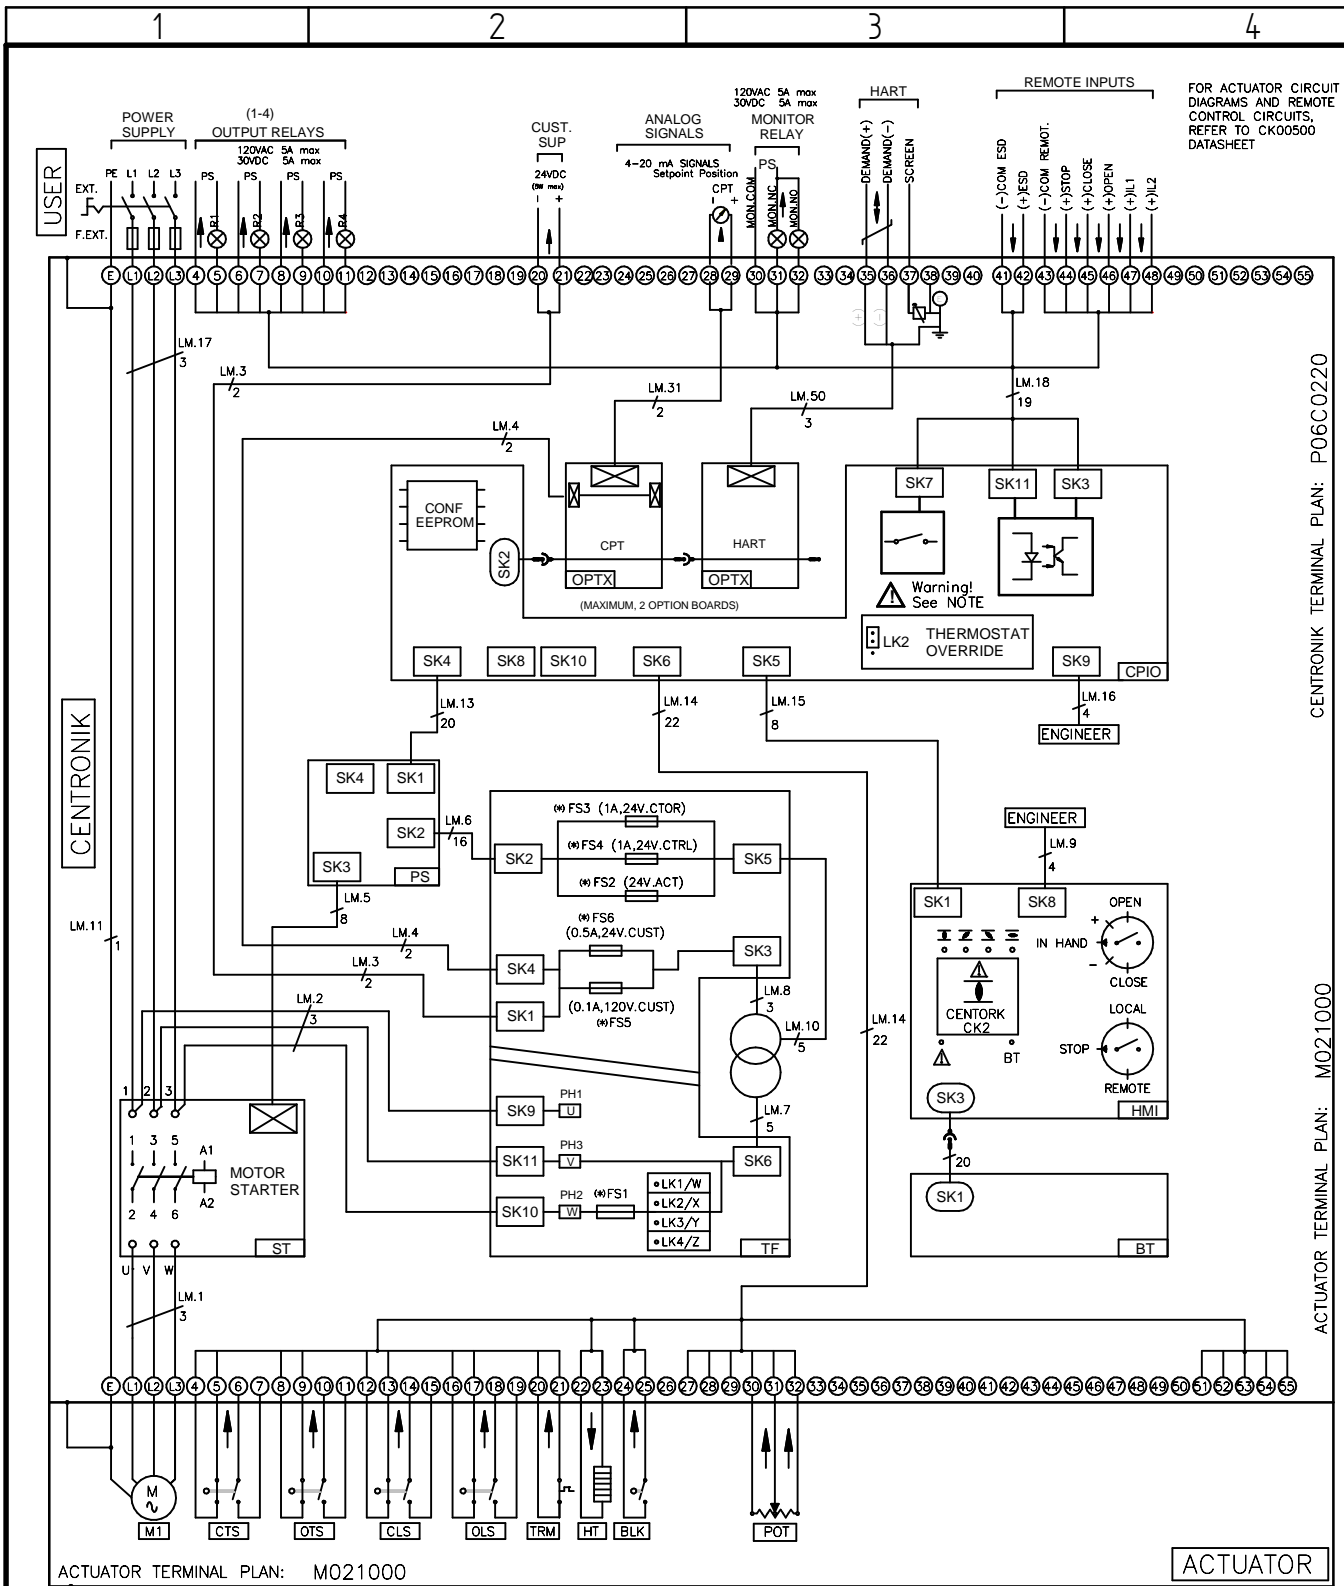 1 2 3 4
FOR ACTUATOR CIRCUIT
DIAGRAMS AND REMOTE
CONTROL CIRCUITS,
REFER TO CK00500
DATASHEET
USER
POWER
SUPPLY
PE L1 L2 L3
EXT.
F.EXT.
(1-4)
OUTPUT RELAYS
120VAC 5A max
30VDC 5A max
PS PS PS PS
R1 R2 R3 R4
CUST.
SUP
24VDC
(5W max)
- +
ANALOG
SIGNALS
4-20 mA SIGNALS
Setpoint Position
CPT
- +
120VAC 5A max
30VDC 5A max
MONITOR
RELAY
PS
MON.COM
MON.NC
MON.NO
HART
DEMAND(+)
DEMAND(-)
SCREEN
REMOTE INPUTS
(-)COM ESD
(+)ESD
(-)COM REMOT.
(+)STOP
(+)CLOSE
(+)OPEN
(+)IL1
(+)IL2
E L1 L2 L3 4 5 6 7 8 9 10 11 12 13 14 15 16 17 18 19 20 21 22 23 24 25 26 27 28 29 30 31 32 33 34 35 36 37 38 39 40 41 42 43 44 45 46 47 48 49 50 51 52 53 54 55
+ -
LM.17
3
LM.3
2
LM.31
2
LM.50
3
LM.18
19
LM.4
2
CENTRONIK TERMINAL PLAN: P06C0220
CONF
EEPROM
SK2
CPT
OPTX
HART
OPTX
(MAXIMUM, 2 OPTION BOARDS)
SK7
SK11
SK3
Warning!
See NOTE
LK2
THERMOSTAT
OVERRIDE
SK4
SK8
SK10
SK6
SK5
SK9
CPIO
LM.13
20
LM.14
22
LM.15
8
LM.16
4
ENGINEER
CENTRONIK
SK4
SK1
SK2
SK3
PS
LM.6
16
LM.5
8
(*)FS3 (1A,24V.CTOR)
(*)FS4 (1A,24V.CTRL)
(*)FS2 (24V.ACT)
SK2
SK5
(*)FS6
(0.5A,24V.CUST)
SK4
SK3
SK1
(0.1A,120V.CUST)
(*)FS5
LM.4
2
LM.3
2
LM.2
3
LM.8
3
LM.10
5
LM.7
5
LM.14
22
SK9
PH1
U
SK11
PH3
V
SK6
SK10
PH2
W
(*)FS1
LK1/W
LK2/X
LK3/Y
LK4/Z
TF
ENGINEER
LM.9
4
SK1
SK8
OPEN
+
IN HAND
-
CLOSE
CENTORK
CK2
BT
LOCAL
STOP
REMOTE
SK3
HMI
20
SK1
BT
LM.11
1
1 2 3
1 3 5
A1
A2
2 4 6
MOTOR
STARTER
ST
U V W
LM.1
3
ACTUATOR TERMINAL PLAN: M021000
E L1 L2 L3 4 5 6 7 8 9 10 11 12 13 14 15 16 17 18 19 20 21 22 23 24 25 26 27 28 29 30 31 32 33 34 35 36 37 38 39 40 41 42 43 44 45 46 47 48 49 50 51 52 53 54 55
M
M1
CTS
OTS
CLS
OLS
TRM
HT
BLK
POT
ACTUATOR TERMINAL PLAN: M021000
ACTUATOR